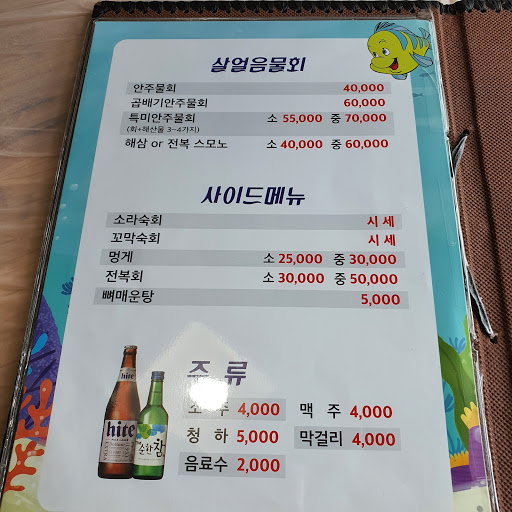 살얼음물회
안주물회 40,000
곱배기안주물회 60,000
특미안주물회 소 55,000 중 70,000
(회+해산물 3~4가지)
해삼 or 전복 스모노 소 40,000 중 60,000
사이드메뉴
소라숙회 시 세
꼬막숙회 시 세
멍게 소 25,000 중 30,000
전복회 소 30,000 중 50,000
뼈매운탕 5,000
주 류
소 주 4,000 맥 주 4,000
청 하 5,000 막걸리 4,000
음료수 2,000
hite
hite
순한참